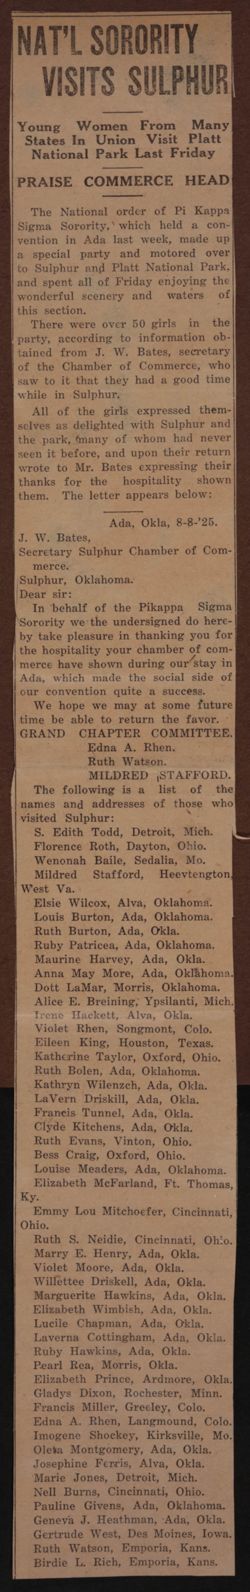 NAT'L SORORITY
VISITS SULPHUR
Young Women From Many
States In Union Visit Platt
National Park Last Friday
PRAISE COMMERCE HEAD
The National order of Pi Kappa
Sigma Sorority, which held a con-
vention in Ada last week, made up
a special party and motored over
to Sulphur and Platt National Park,
and spent all of Friday enjoying the
wonderful scenery and waters of
this section.
There were over 50 girls in the
party, according to information ob-
tained from J. W. Bates, secretary
of the Chamber of Commerce, who
saw to it that they had a good time
while in Sulphur.
All of the girls expressed them-
selves as delighted with Sulphur and
the park, many of whom had never
seen it before, and upon their return
wrote to Mr. Bates expressing their
thanks for the hospitality shown
them. The letter appears below:
Ada, Okla, 8-8-'25.
J. W. Bates,
Secretary Sulphur Chamber of Com-
merce.
Sulphur, Oklahoma.
Dear sir:
In behalf of the Pikappa Sigma
Sorority we the undersigned do here-
by take pleasure in thanking you for
the hospitality your chamber of com-
merce have shown during our stay in
Ada, which made the social side of
our convention quite a success.
We hope we may at some future
time be able to return the favor.
GRAND CHAPTER COMMITTEE.
Edna A. Rhen.
Ruth Watson.
MILDRED STAFFORD.
The following is a list of the
names and addresses of those who
visited Sulphur:
S. Edith Todd, Detroit, Mich.
Florence Roth, Dayton, Ohio.
Wenonah Baile, Sedalia, Mo.
Mildred Stafford, Heevtengton,
West Va.
Elsie Wilcox, Alva, Oklahoma.
Louis Burton, Ada, Oklahoma.
Ruth Burton, Ada, Okla.
Ruby Patricea, Ada, Oklahoma.
Maurine Harvey, Ada, Okla.
Anna May More, Ada, Oklahoma.
Dott LaMar, Morris, Oklahoma.
Alice E. Breining, Ypsilanti, Mich.
Irene Hackett, Alva, Okla.
Violet Rhen, Songmont, Colo.
Eileen King, Houston, Texas.
Katherine Taylor, Oxford, Ohio.
Ruth Bolen, Ada, Oklahoma.
Kathryn Wilenzch, Ada, Okla.
LaVern Driskill, Ada, Okla.
Francis Tunnel, Ada, Okla.
Clyde Kitchens, Ada, Okla.
Ruth Evans, Vinton, Ohio.
Bess Craig, Oxford, Ohio.
Louise Meaders, Ada, Oklahoma.
Elizabeth McFarland, Ft. Thomas,
Ky.
Emmy Lou Mitchoefer, Cincinnati,
Ohio.
Ruth S. Neidie, Cincinnati, Ohio.
Marry E. Henry, Ada, Okla.
Violet Moore, Ada, Okla.
Willettee Driskell, Ada, Okla.
Marguerite Hawkins, Ada, Okla.
Elizabeth Wimbish, Ada, Okla.
Lucile Chapman, Ada, Okla.
Laverna Cottingham, Ada, Okla.
Ruby Hawkins, Ada, Okla.
Pearl Rea, Morris, Okla.
Elizabeth Prince, Ardmore, Okla.
Gladys Dixon, Rochester, Minn.
Francis Miller, Greeley, Colo.
Edna A. Rhen, Langmound, Colo.
Imogene Shockey, Kirksville, Mo.
Oleta Montgomery, Ada, Okla.
Josephine Ferris, Alva, Okla.
Marie Jones, Detroit, Mich.
Nell Burns, Cincinnati, Ohio.
Pauline Givens, Ada, Oklahoma.
Geneva J. Heathman, Ada, Okla.
Gertrude West, Des Moines, Iowa.
Ruth Watson, Emporia, Kans.
Birdie L. Rich, Emporia, Kans.